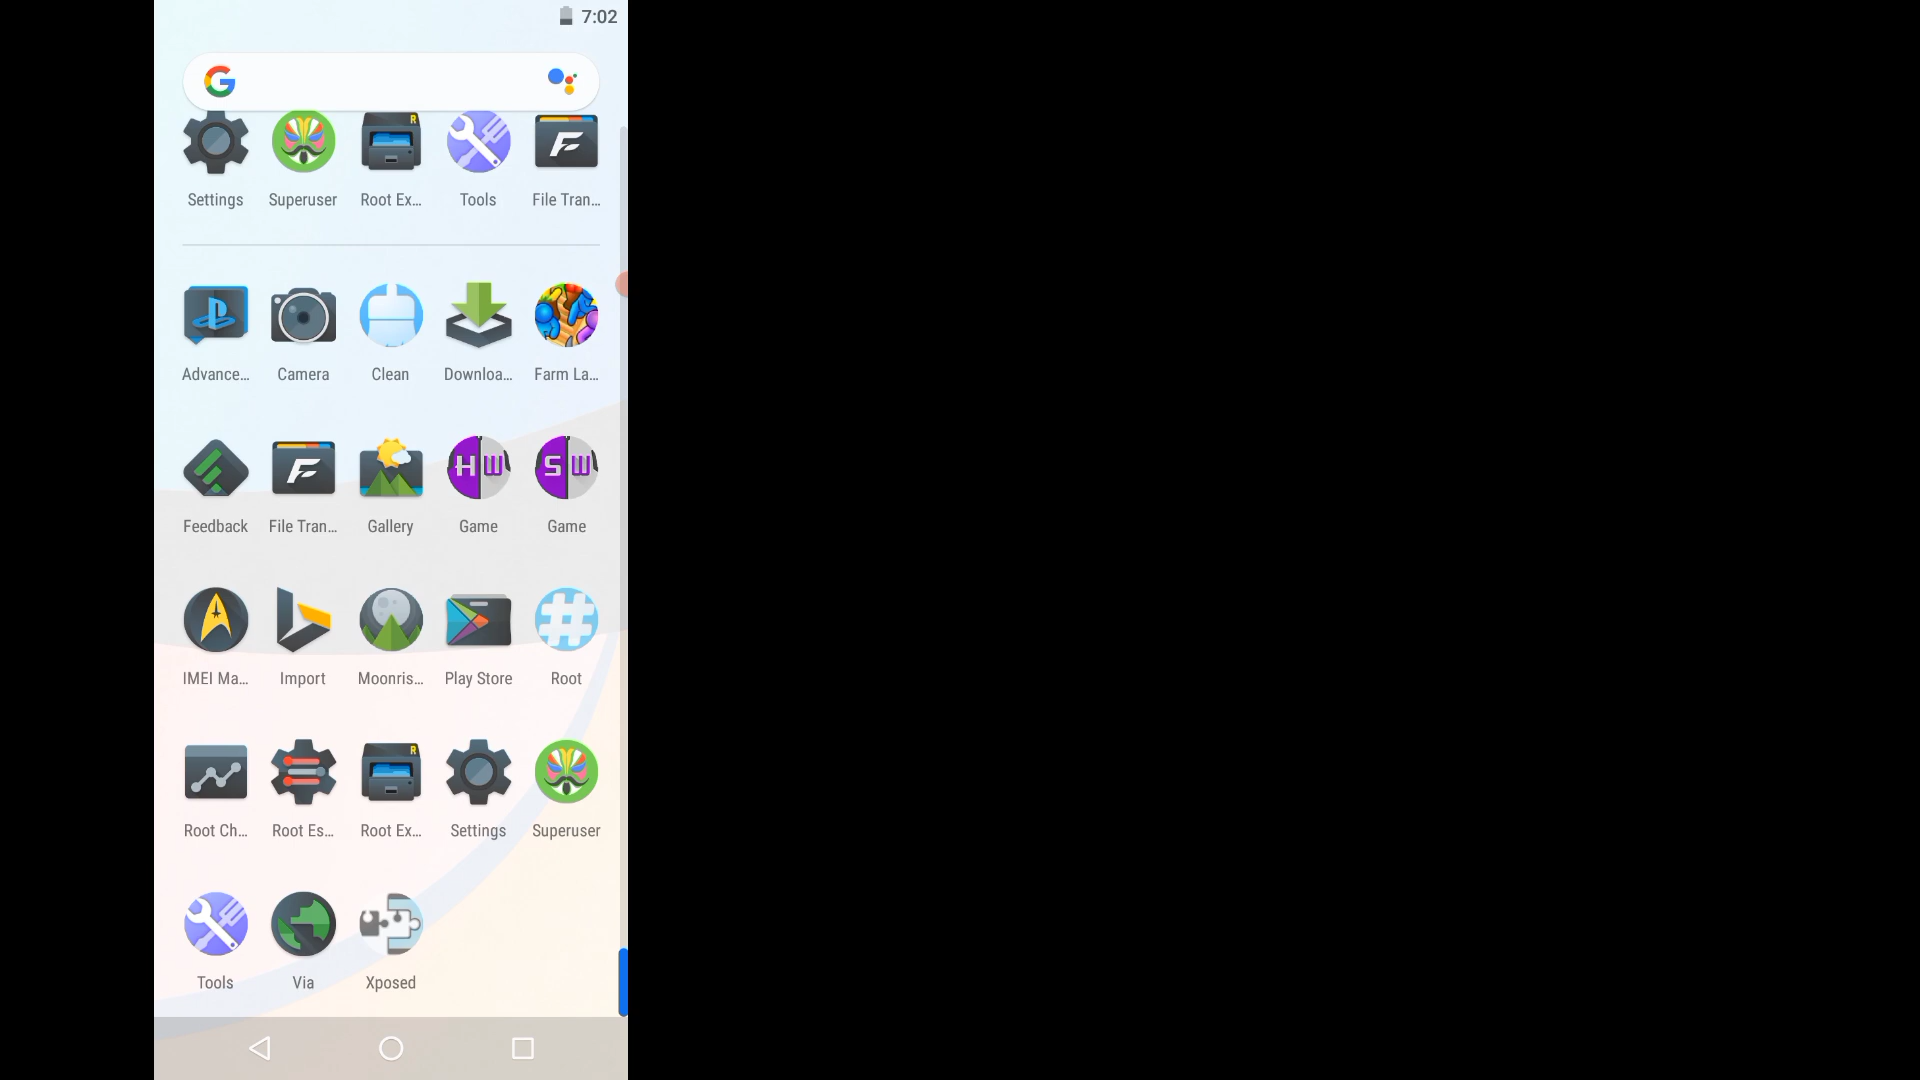 7:02
Settings Superuser Root Ex... Tools File Tran...
Advance... Camera Clean Downloa... Farm La...
Feedback File Tran... Gallery Game Game
IMEI Ma... Import Moonris... Play Store Root
Root Ch... Root Es... Root Ex... Settings Superuser
Tools Via Xposed